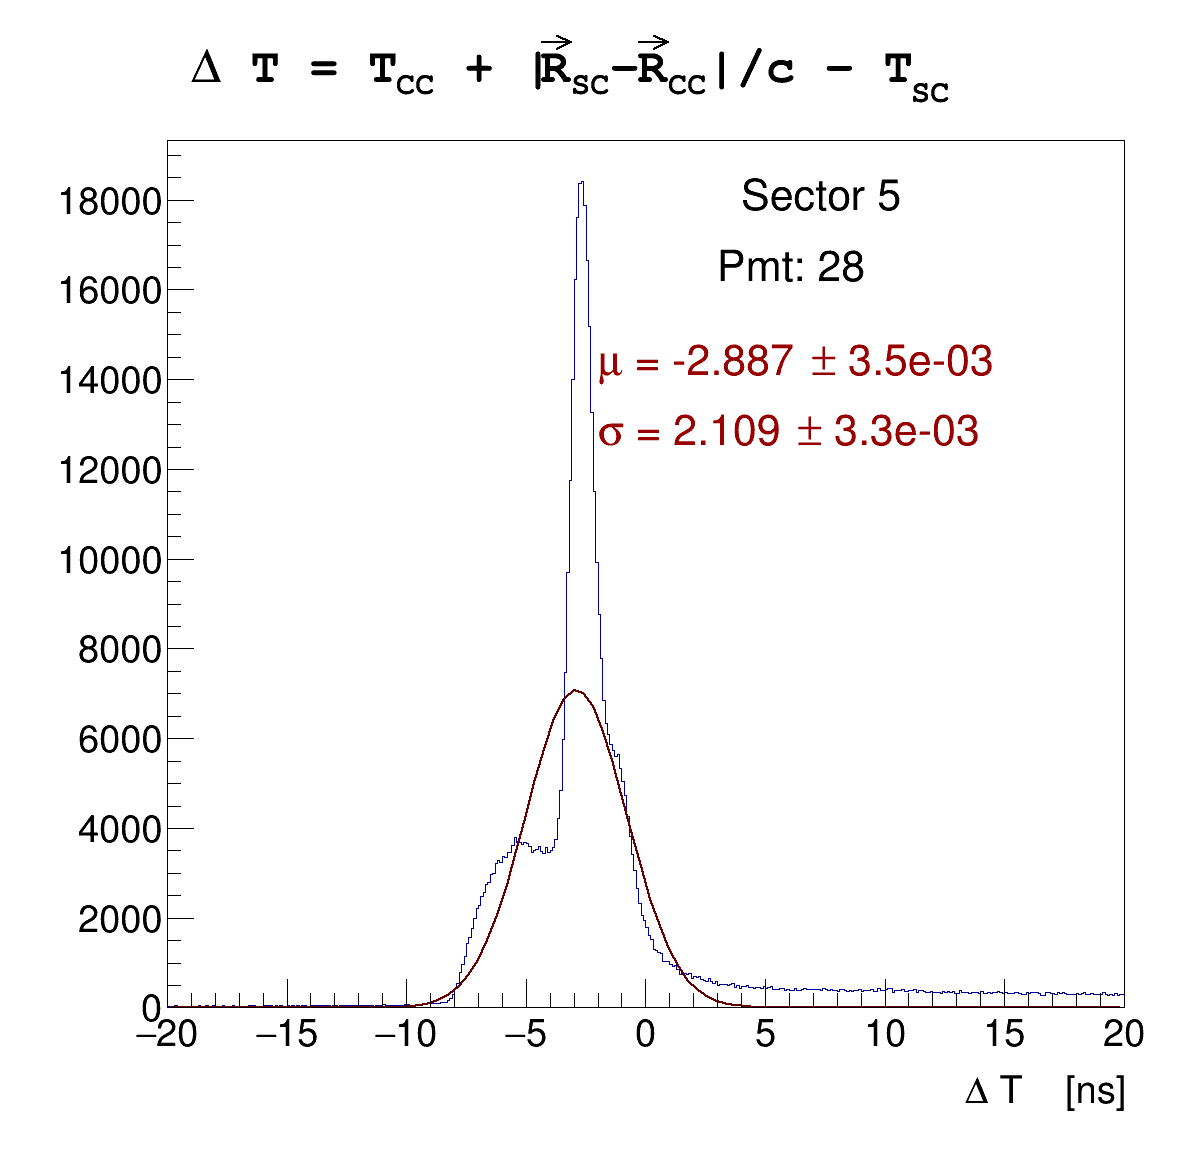 Δ T = T_CC + |R⃗_SC−R⃗_CC|/c − T_SC
Sector 5
Pmt: 28
μ = -2.887 ± 3.5e-03
σ = 2.109 ± 3.3e-03
18000
16000
14000
12000
10000
8000
6000
4000
2000
0
−20 −15 −10 −5 0 5 10 15 20
Δ T [ns]